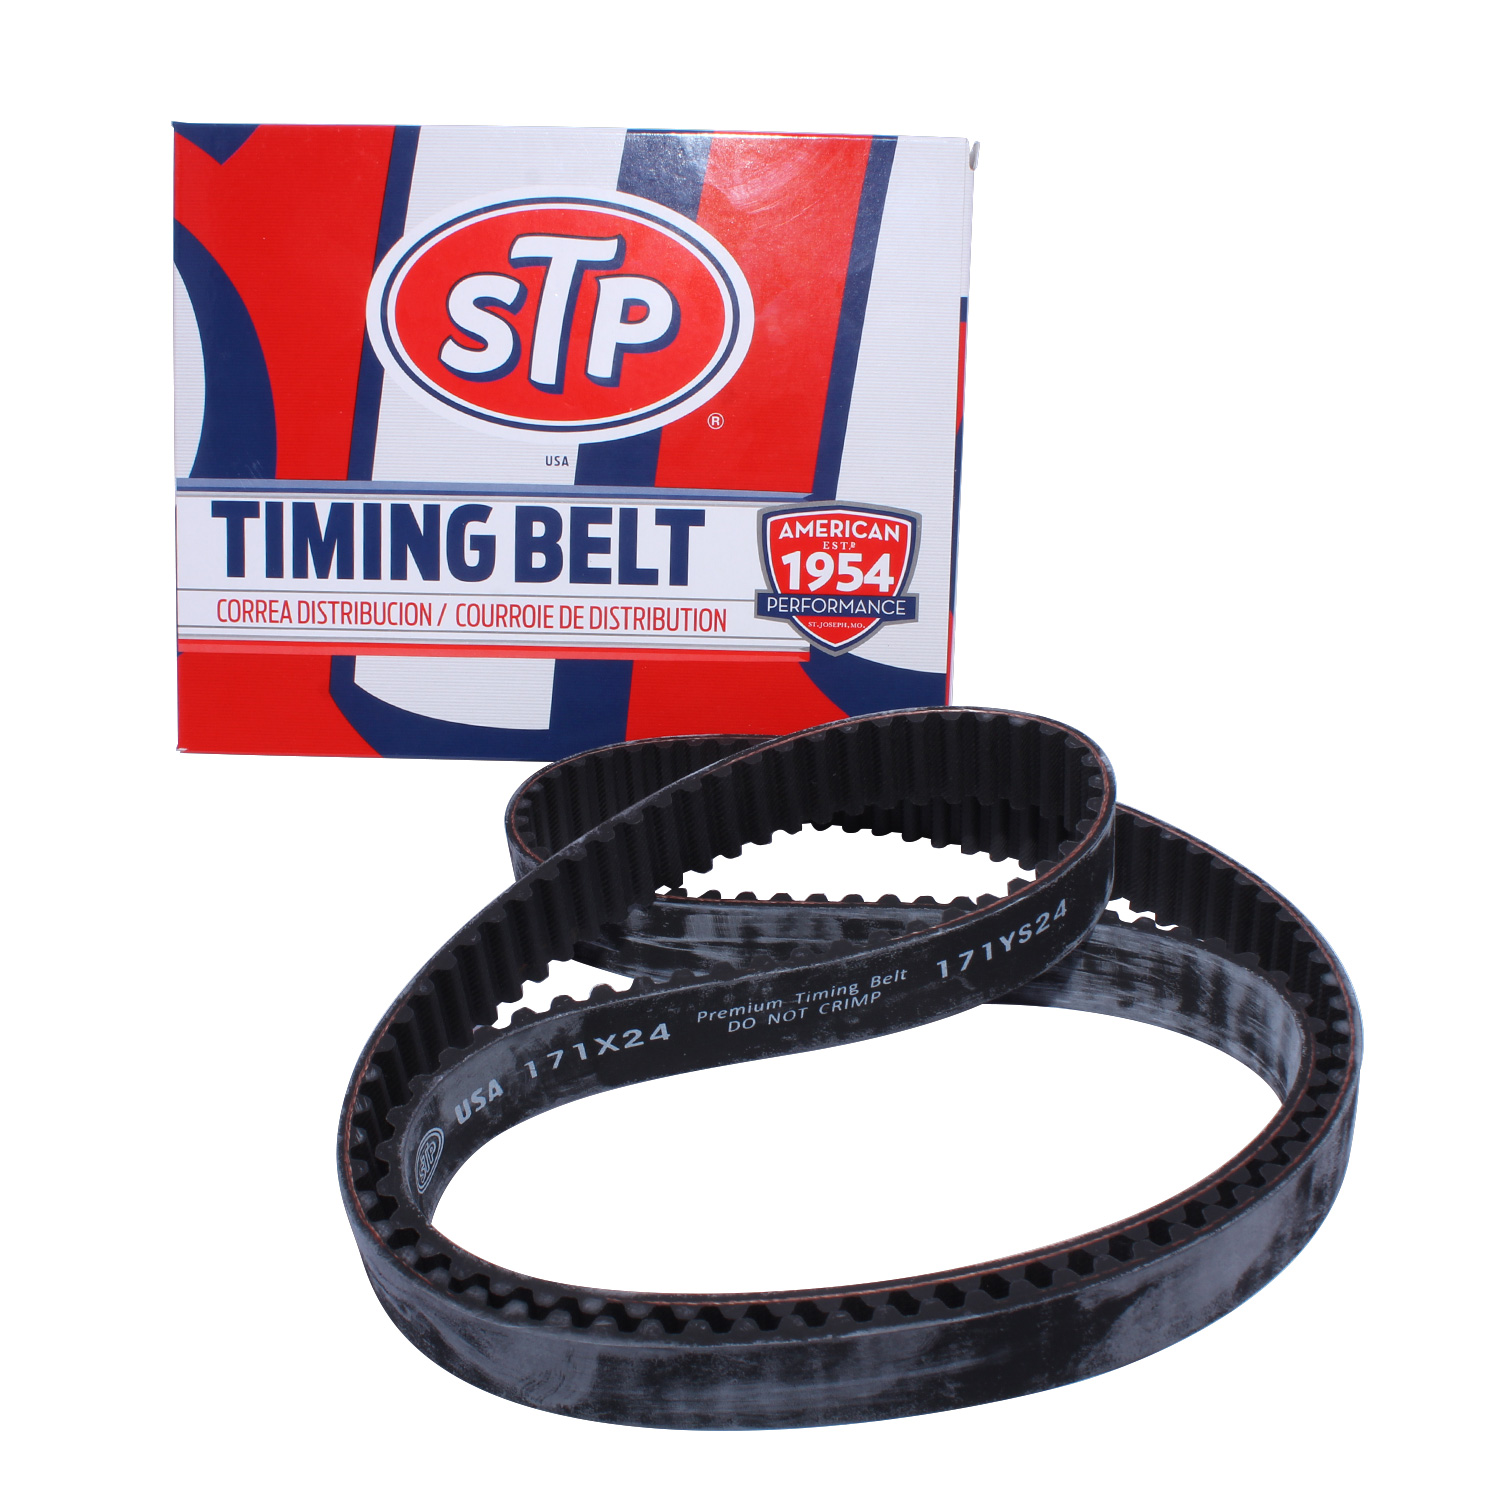 STP
®
USA
TIMING BELT
CORREA DISTRIBUCION / COURROIE DE DISTRIBUTION
AMERICAN
EST.
1954
PERFORMANCE
ST. JOSEPH, MO.
STP USA 171X24
Premium Timing Belt
DO NOT CRIMP
171YS24